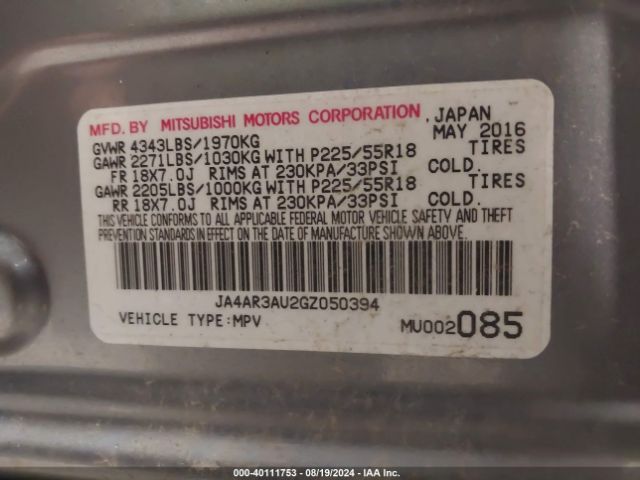 MFD. BY MITSUBISHI MOTORS CORPORATION, JAPAN
GVWR 4343LBS/1970KG MAY 2016
GAWR 2271LBS/1030KG WITH P225/55R18 TIRES
FR 18X7.0J RIMS AT 230KPA/33PSI COLD.
GAWR 2205LBS/1000KG WITH P225/55R18 TIRES
RR 18X7.0J RIMS AT 230KPA/33PSI COLD.
THIS VEHICLE CONFORMS TO ALL APPLICABLE FEDERAL MOTOR VEHICLE SAFETY AND THEFT
PREVENTION STANDARDS IN EFFECT ON THE DATE OF MANUFACTURE SHOWN ABOVE.
JA4AR3AU2GZ050394
VEHICLE TYPE:MPV MU002085
000-40111753 - 08/19/2024 - IAA Inc.